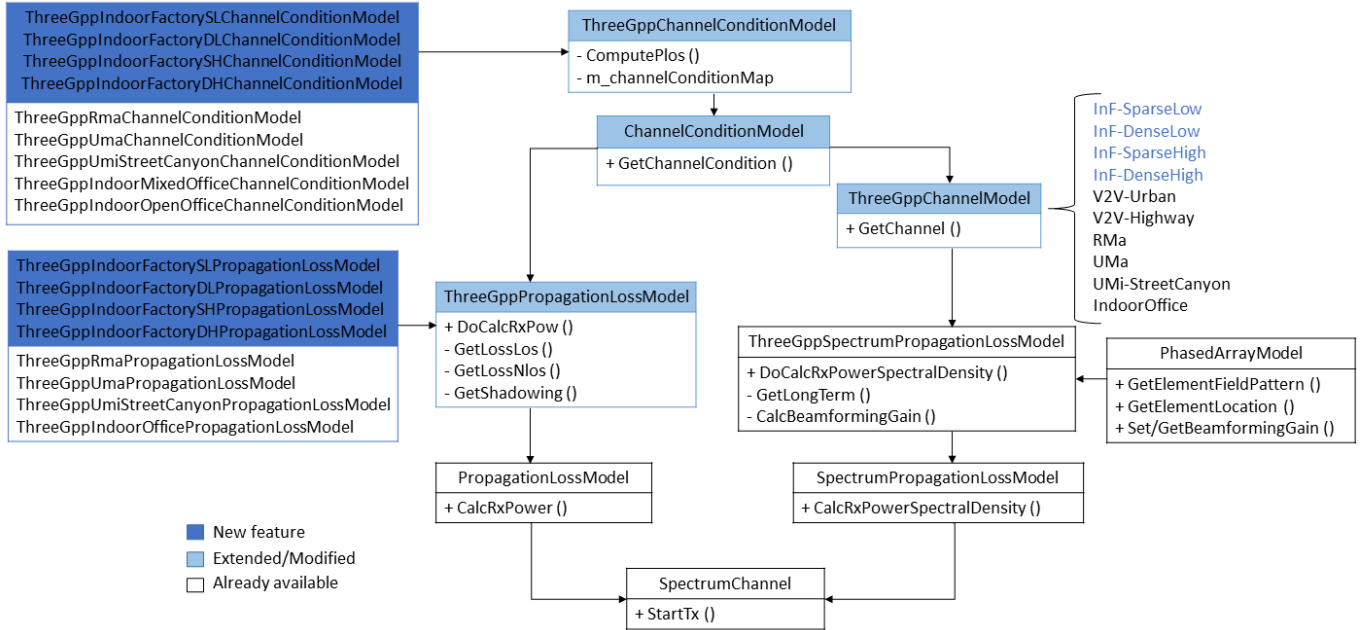 ThreeGppIndoorFactorySLChannelConditionModel
ThreeGppIndoorFactoryDLChannelConditionModel
ThreeGppIndoorFactorySHChannelConditionModel
ThreeGppIndoorFactoryDHChannelConditionModel
ThreeGppRmaChannelConditionModel
ThreeGppUmaChannelConditionModel
ThreeGppUmiStreetCanyonChannelConditionModel
ThreeGppIndoorMixedOfficeChannelConditionModel
ThreeGppIndoorOpenOfficeChannelConditionModel
ThreeGppChannelConditionModel
- ComputePlos ()
- m_channelConditionMap
ChannelConditionModel
+ GetChannelCondition ()
ThreeGppChannelModel
+ GetChannel ()
InF-SparseLow
InF-DenseLow
InF-SparseHigh
InF-DenseHigh
V2V-Urban
V2V-Highway
RMa
UMa
UMi-StreetCanyon
IndoorOffice
ThreeGppIndoorFactorySLPropagationLossModel
ThreeGppIndoorFactoryDLPropagationLossModel
ThreeGppIndoorFactorySHPropagationLossModel
ThreeGppIndoorFactoryDHPropagationLossModel
ThreeGppRmaPropagationLossModel
ThreeGppUmaPropagationLossModel
ThreeGppUmiStreetCanyonPropagationLossModel
ThreeGppIndoorOfficePropagationLossModel
ThreeGppPropagationLossModel
+ DoCalcRxPow ()
- GetLossLos ()
- GetLossNlos ()
- GetShadowing ()
ThreeGppSpectrumPropagationLossModel
+ DoCalcRxPowerSpectralDensity ()
- GetLongTerm ()
- CalcBeamformingGain ()
PhasedArrayModel
+ GetElementFieldPattern ()
+ GetElementLocation ()
+ Set/GetBeamformingGain ()
PropagationLossModel
+ CalcRxPower ()
SpectrumPropagationLossModel
+ CalcRxPowerSpectralDensity ()
New feature
Extended/Modified
Already available
SpectrumChannel
+ StartTx ()